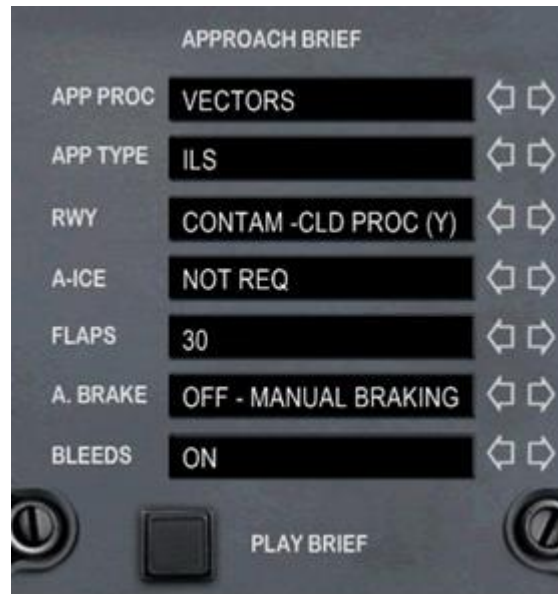 APPROACH BRIEF
APP PROC VECTORS
APP TYPE ILS
RWY CONTAM -CLD PROC (Y)
A-ICE NOT REQ
FLAPS 30
A. BRAKE OFF - MANUAL BRAKING
BLEEDS ON
PLAY BRIEF